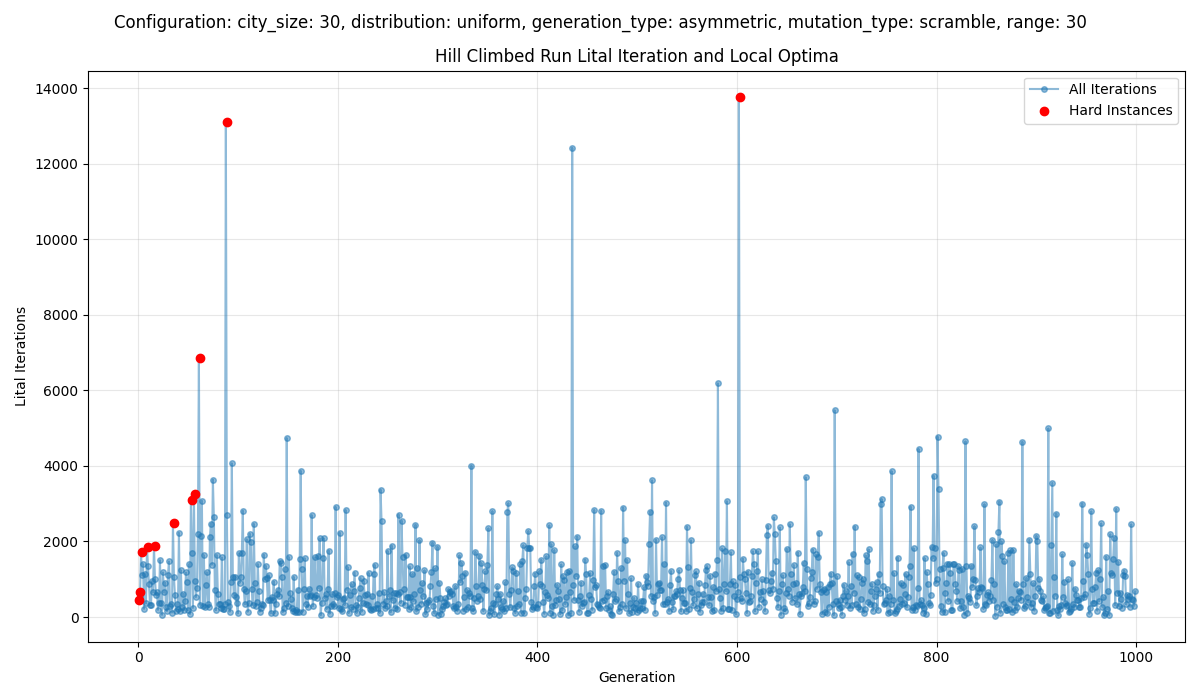 Configuration: city_size: 30, distribution: uniform, generation_type: asymmetric, mutation_type: scramble, range: 30
Hill Climbed Run Lital Iteration and Local Optima
All Iterations
Hard Instances
14000
12000
10000
8000
6000
4000
2000
0
Lital Iterations
0 200 400 600 800 1000
Generation